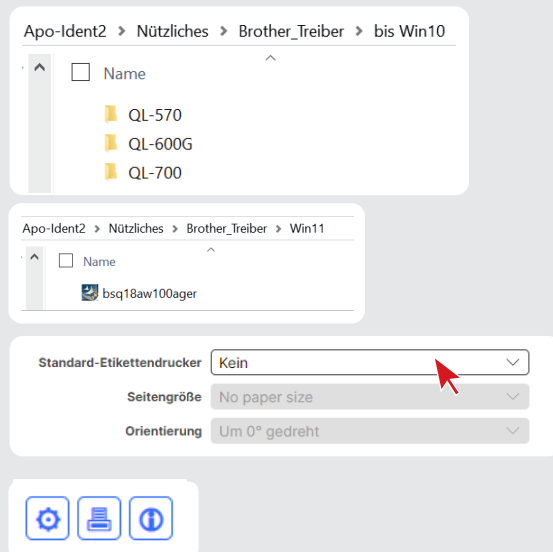 Apo-Ident2 > Nützliches > Brother_Treiber > bis Win10
Name
QL-570
QL-600G
QL-700
Apo-Ident2 > Nützliches > Brother_Treiber > Win11
Name
bsq18aw100ager
Standard-Etikettendrucker Kein
Seitengröße No paper size
Orientierung Um 0° gedreht